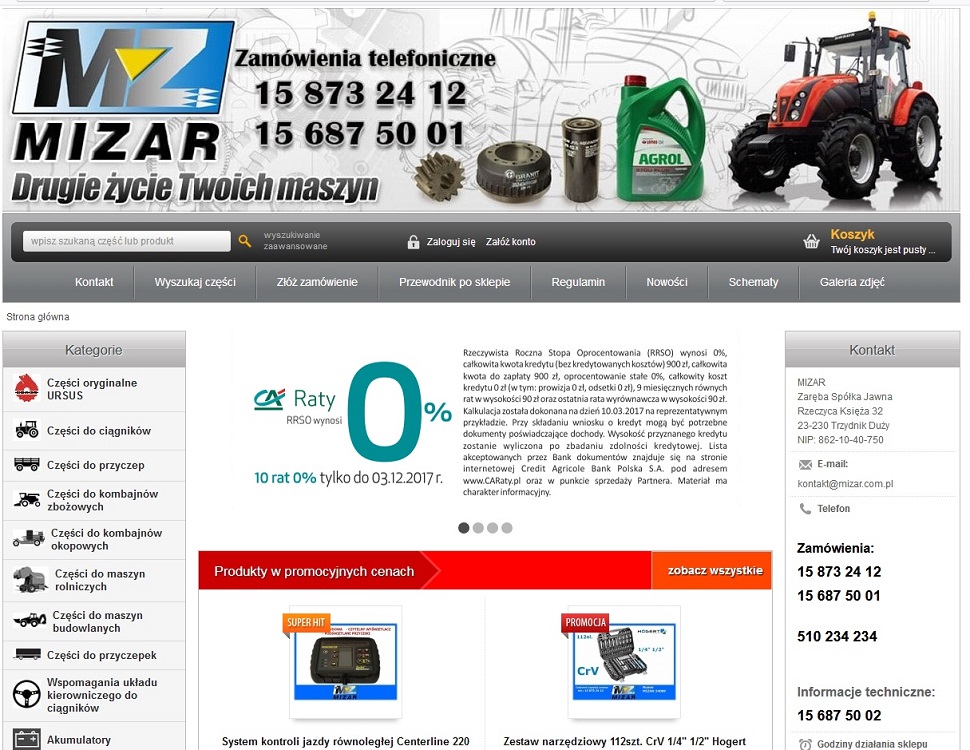 MZ
MIZAR
Drugie życie Twoich maszyn
Zamówienia telefoniczne
15 873 24 12
15 687 50 01
GRANIT
AGROL
wpisz szukaną część lub produkt
wyszukiwanie
zaawansowane
Zaloguj się Załóż konto
Koszyk
Twój koszyk jest pusty ...
Kontakt Wyszukaj części Złóż zamówienie Przewodnik po sklepie Regulamin Nowości Schematy Galeria zdjęć
Strona główna
Kategorie
Części oryginalne
URSUS
Części do ciągników
Części do przyczep
Części do kombajnów
zbożowych
Części do kombajnów
okopowych
Części do maszyn
rolniczych
Części do maszyn
budowlanych
Części do przyczepek
Wspomagania układu
kierowniczego do
ciągników
Akumulatory
CA Raty
RRSO wynosi
0%
10 rat 0% tylko do 03.12.2017 r.
Rzeczywista Roczna Stopa Oprocentowania (RRSO) wynosi 0%,
całkowita kwota kredytu (bez kredytowanych kosztów) 900 zł, całkowita
kwota do zapłaty 900 zł, oprocentowanie stałe 0%, całkowity koszt
kredytu 0 zł (w tym: prowizja 0 zł, odsetki 0 zł), 9 miesięcznych równych
rat w wysokości 90 zł oraz ostatnia rata wyrównawcza w wysokości 90 zł.
Kalkulacja została dokonana na dzień 10.03.2017 na reprezentatywnym
przykładzie. Przy składaniu wniosku o kredyt mogą być potrzebne
dokumenty poświadczające dochody. Wysokość przyznanego kredytu
zostanie wyliczona po zbadaniu zdolności kredytowej. Lista
akceptowanych przez Bank dokumentów znajduje się na stronie
internetowej Credit Agricole Bank Polska S.A. pod adresem
www.CARaty.pl oraz w punkcie sprzedaży Partnera. Materiał ma
charakter informacyjny.
Produkty w promocyjnych cenach
zobacz wszystkie
SUPER HIT
MZ
MIZAR
System kontroli jazdy równoległej Centerline 220
PROMOCJA
112szt.
HOGERT
1/4" 1/2"
CrV
MZ
MIZAR
Zestaw narzędziowy 112szt. CrV 1/4" 1/2" Hogert
Kontakt
MIZAR
Zaręba Spółka Jawna
Rzeczyca Księża 32
23-230 Trzydnik Duży
NIP: 862-10-40-750
E-mail:
kontakt@mizar.com.pl
Telefon
Zamówienia:
15 873 24 12
15 687 50 01
510 234 234
Informacje techniczne:
15 687 50 02
Godziny działania sklepu